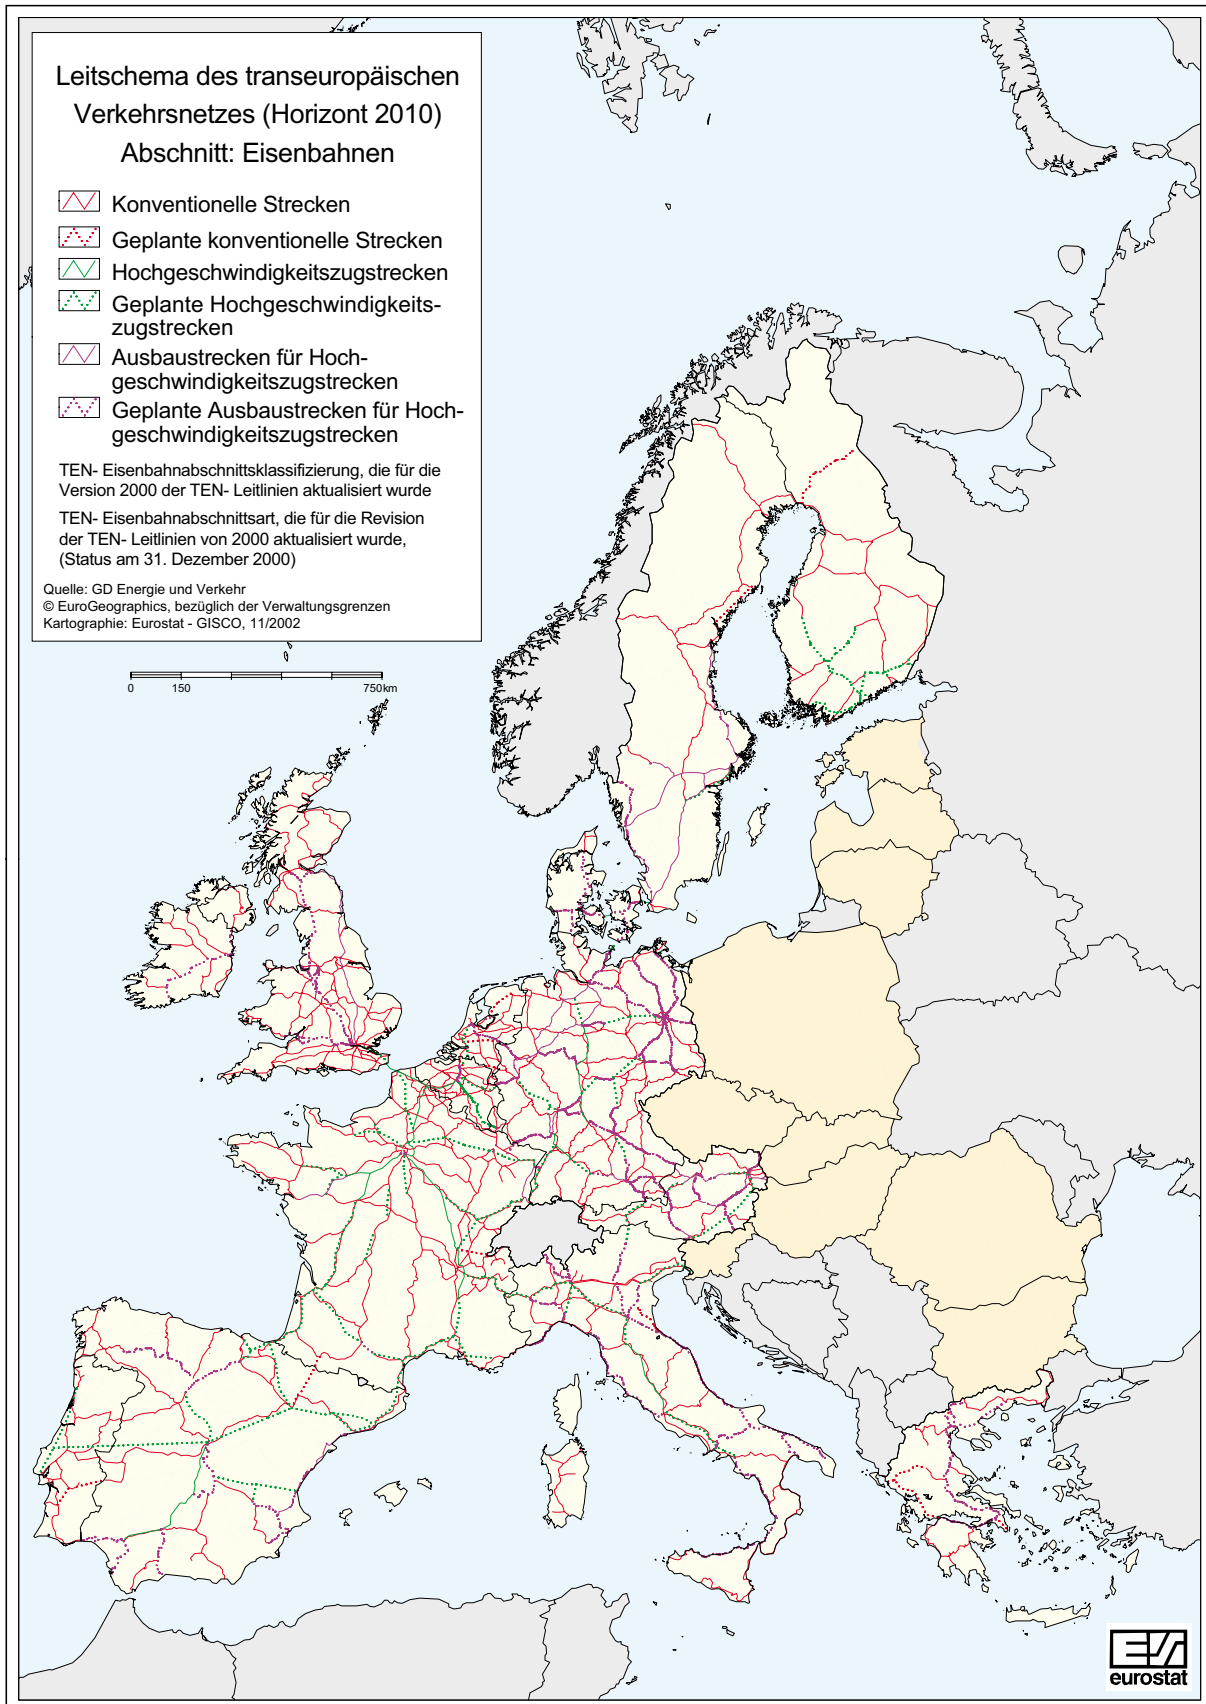 Leitschema des transeuropäischen
Verkehrsnetzes (Horizont 2010)
Abschnitt: Eisenbahnen
Konventionelle Strecken
Geplante konventionelle Strecken
Hochgeschwindigkeitszugstrecken
Geplante Hochgeschwindigkeits-
zugstrecken
Ausbaustrecken für Hoch-
geschwindigkeitszugstrecken
Geplante Ausbaustrecken für Hoch-
geschwindigkeitszugstrecken
TEN- Eisenbahnabschnittsklassifizierung, die für die
Version 2000 der TEN- Leitlinien aktualisiert wurde
TEN- Eisenbahnabschnittsart, die für die Revision
der TEN- Leitlinien von 2000 aktualisiert wurde,
(Status am 31. Dezember 2000)
Quelle: GD Energie und Verkehr
© EuroGeographics, bezüglich der Verwaltungsgrenzen
Kartographie: Eurostat - GISCO, 11/2002
0 150 750km
eurostat